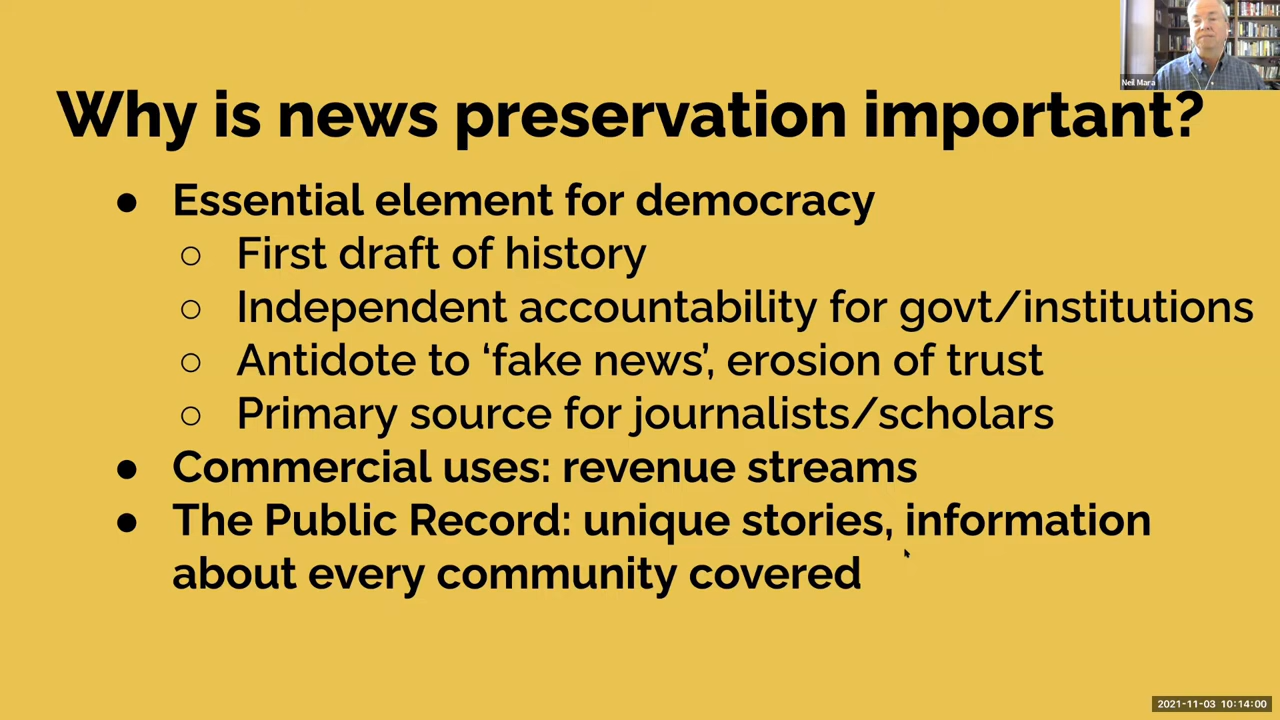 Neil Mara
Why is news preservation important?
● Essential element for democracy
○ First draft of history
○ Independent accountability for govt/institutions
○ Antidote to ‘fake news’, erosion of trust
○ Primary source for journalists/scholars
● Commercial uses: revenue streams
● The Public Record: unique stories, information
about every community covered
2021-11-03 10:14:00